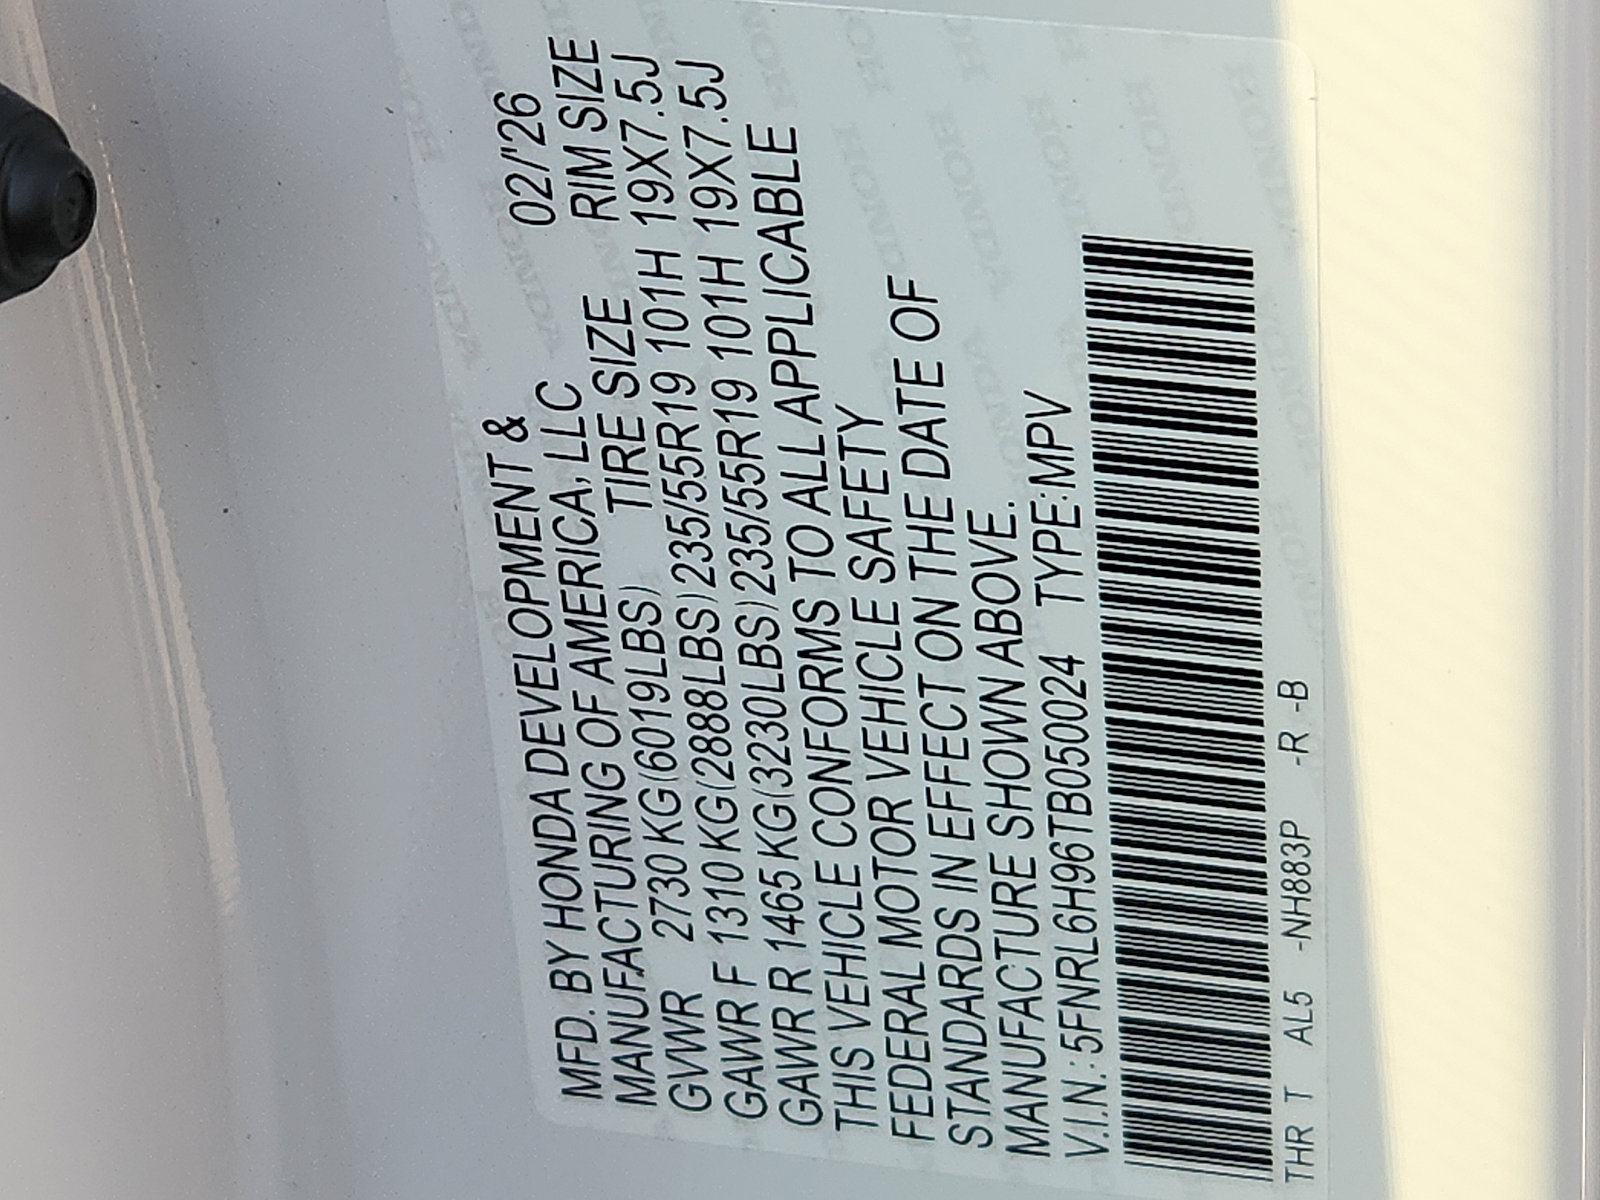 MFD. BY HONDA DEVELOPMENT & 02/'26
MANUFACTURING OF AMERICA, LLC RIM SIZE
GVWR 2730 KG(6019LBS) TIRE SIZE 19X7.5J
GAWR F 1310 KG(2888LBS)235/55R19 101H 19X7.5J
GAWR R 1465 KG(3230LBS)235/55R19 101H
THIS VEHICLE CONFORMS TO ALL APPLICABLE
FEDERAL MOTOR VEHICLE SAFETY
STANDARDS IN EFFECT ON THE DATE OF
MANUFACTURE SHOWN ABOVE.
V.I.N.:5FNRL6H96TB050024 TYPE:MPV
THR T AL5 -NH883P -R -B
HONDA